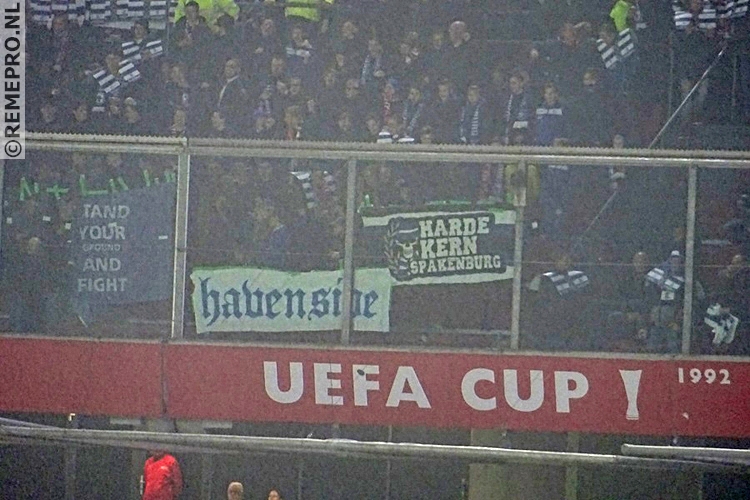 ©REMEPRO.NL
TAND
YOUR
GROUND
AND
FIGHT
havenside
HARDE
KERN
SPAKENBURG
UEFA CUP 1992